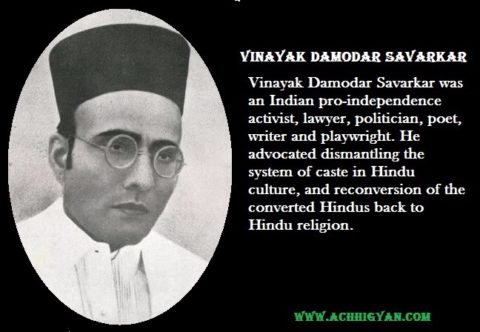 VINAYAK DAMODAR SAVARKAR
Vinayak Damodar Savarkar was
an Indian pro-independence
activist, lawyer, politician, poet,
writer and playwright. He
advocated dismantling the
system of caste in Hindu
culture, and reconversion of the
converted Hindus back to
Hindu religion.
WWW.ACHHIGYAN.COM